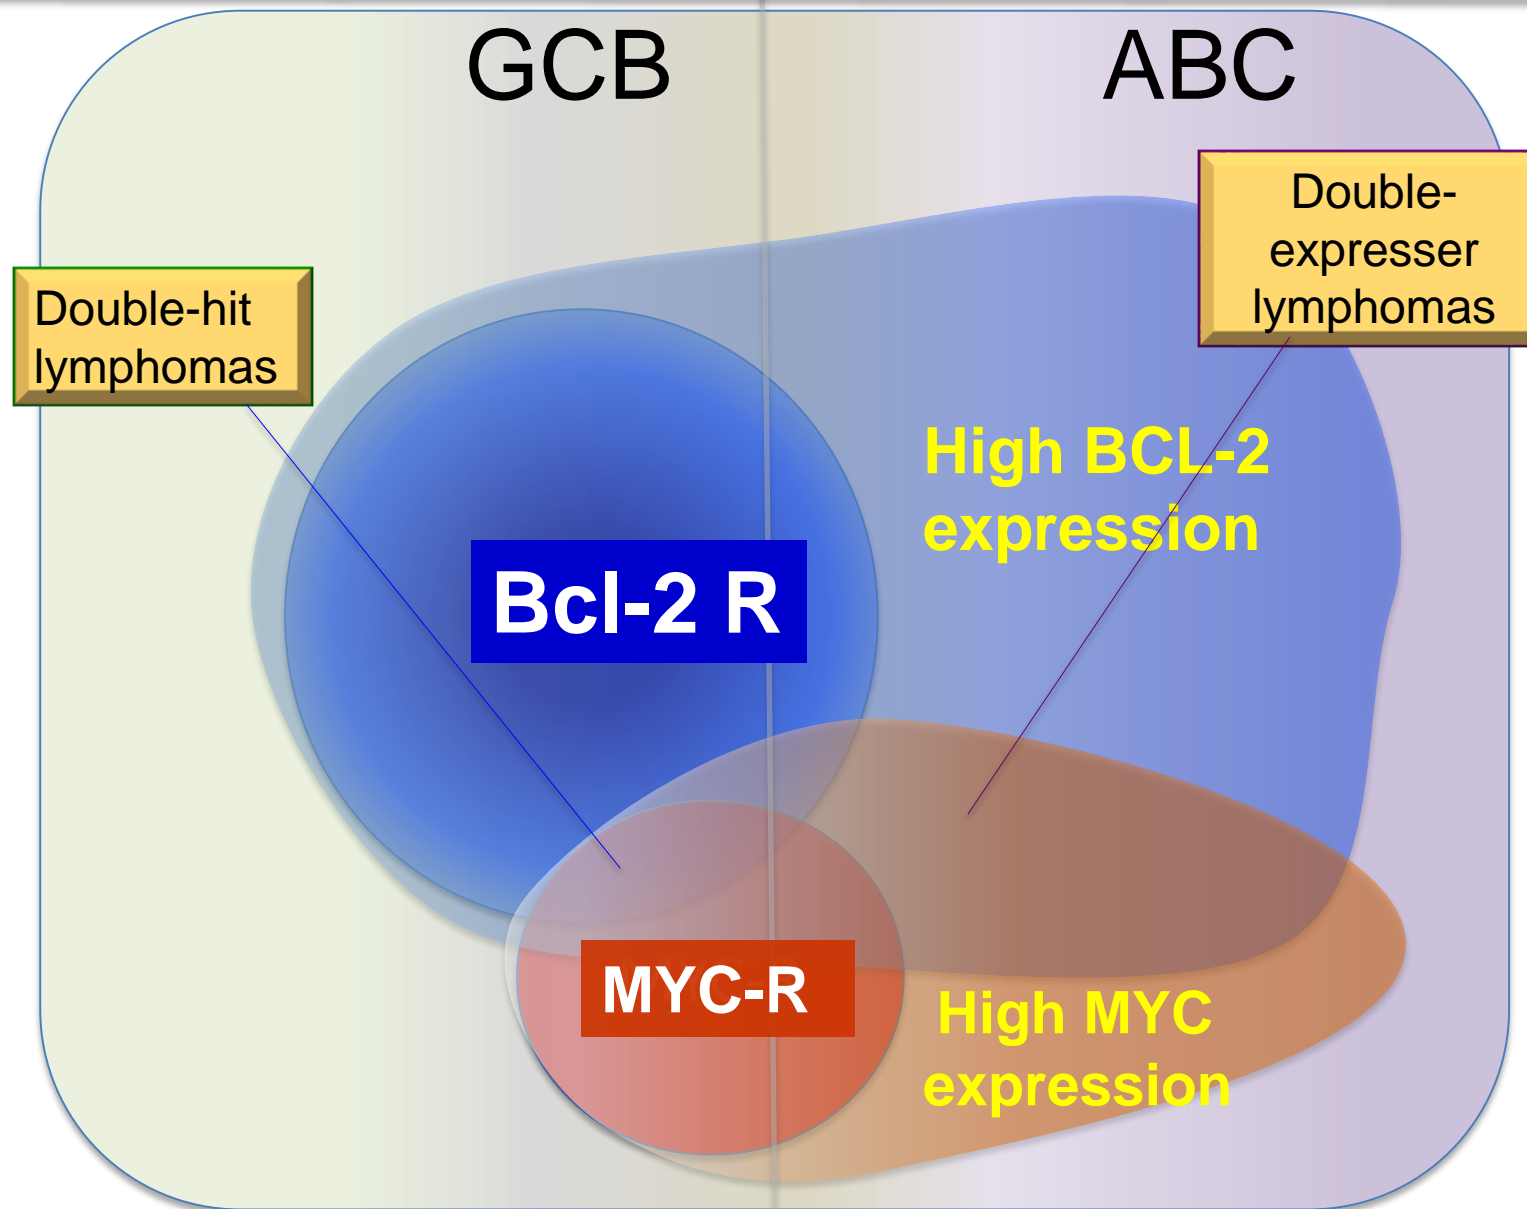 GCB
ABC
Double-
expresser
lymphomas
Double-hit
lymphomas
High BCL-2
expression
Bcl-2 R
MYC-R
High MYC
expression